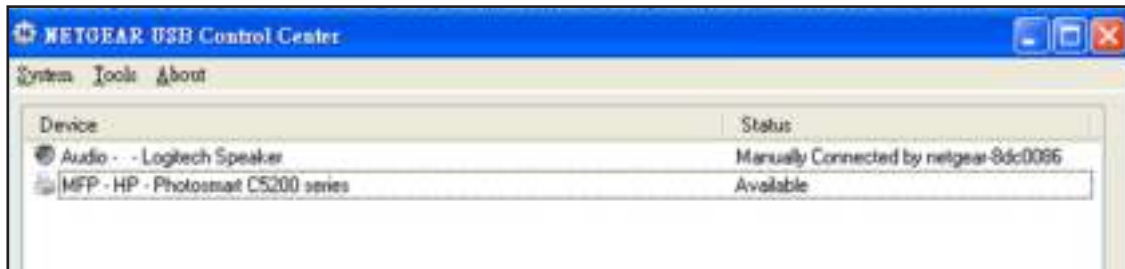 NETGEAR USB Control Center
System Tools About
Device Status
Audio - - Logitech Speaker Manually Connected by netgear-8dc0086
MFP - HP - Photosmart C5200 series Available